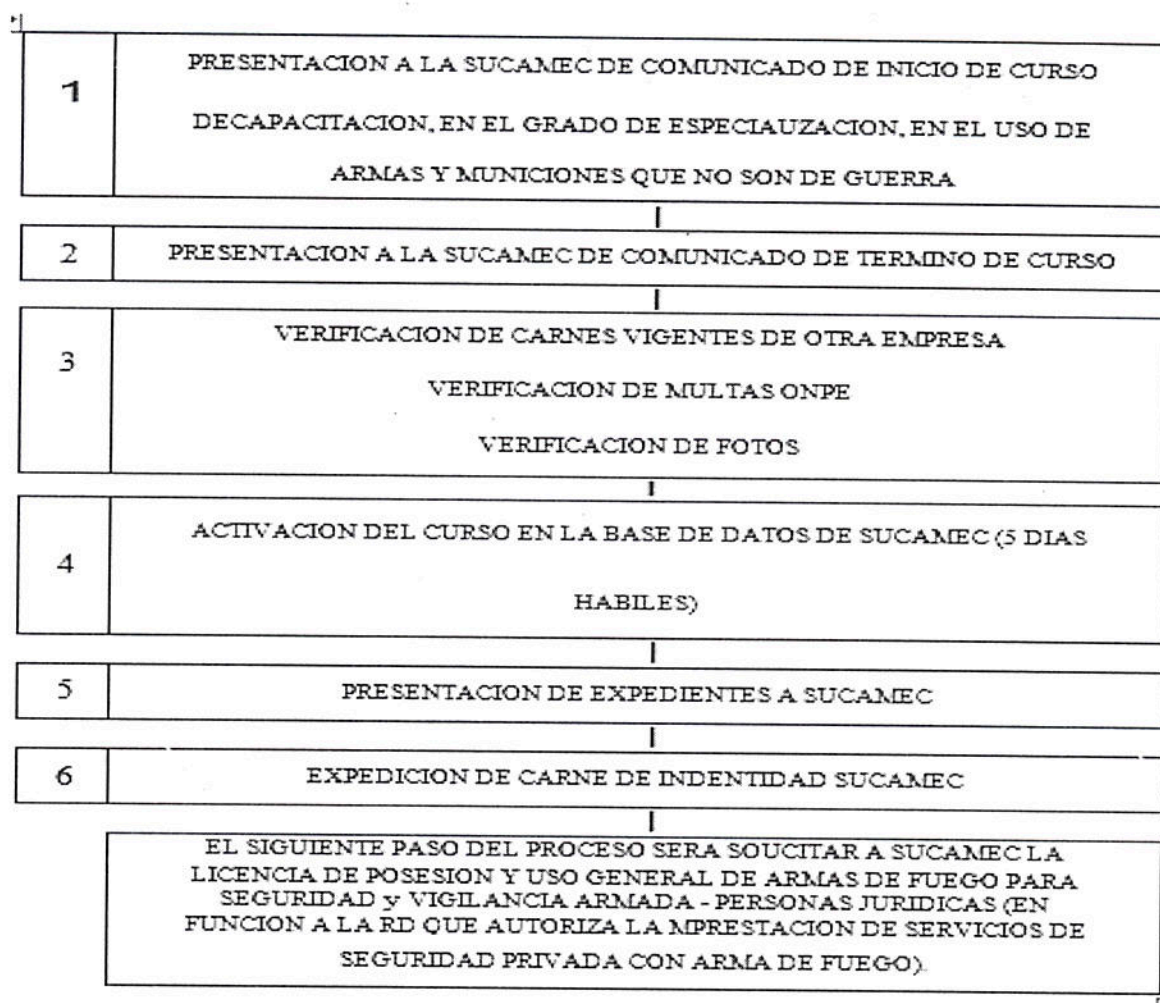 1
PRESENTACION A LA SUCAMEC DE COMUNICADO DE INICIO DE CURSO
DECAPACITACION, EN EL GRADO DE ESPECIAUZACION, EN EL USO DE
ARMAS Y MUNICIONES QUE NO SON DE GUERRA
2
PRESENTACION A LA SUCAMEC DE COMUNICADO DE TERMINO DE CURSO
3
VERIFICACION DE CARNES VIGENTES DE OTRA EMPRESA
VERIFICACION DE MULTAS ONPE
VERIFICACION DE FOTOS
4
ACTIVACION DEL CURSO EN LA BASE DE DATOS DE SUCAMEC (5 DIAS
HABILES)
5
PRESENTACION DE EXPEDIENTES A SUCAMEC
6
EXPEDICION DE CARNE DE INDENTIDAD SUCAMEC
EL SIGUIENTE PASO DEL PROCESO SERA SOUCITAR A SUCAMEC LA
LICENCIA DE POSESION Y USO GENERAL DE ARMAS DE FUEGO PARA
SEGURIDAD y VIGILANCIA ARMADA - PERSONAS JURIDICAS (EN
FUNCION A LA RD QUE AUTORIZA LA MPRESTACION DE SERVICIOS DE
SEGURIDAD PRIVADA CON ARMA DE FUEGO).